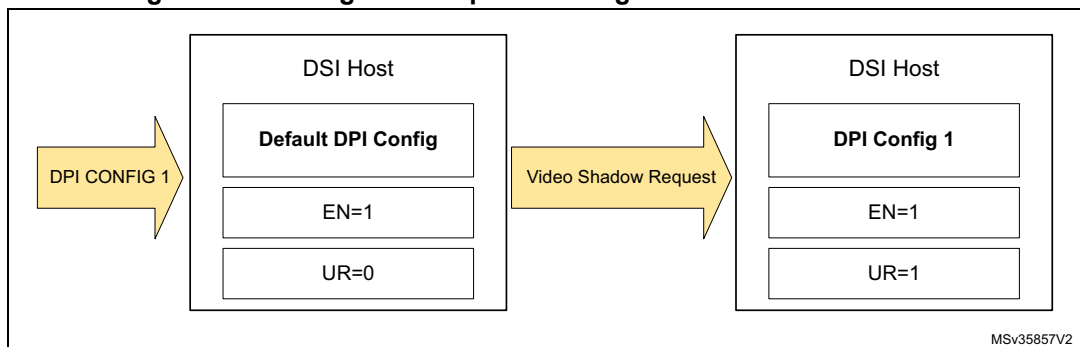 DSI Host
Default DPI Config
EN=1
UR=0
DPI CONFIG 1
Video Shadow Request
DSI Host
DPI Config 1
EN=1
UR=1
MSv35857V2